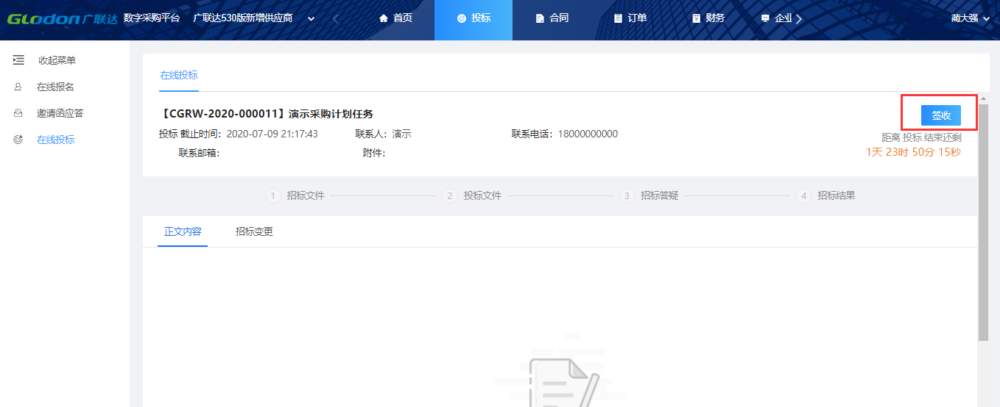 GLodon广联达 数字采购平台 广联达530版新增供应商 首页 投标 合同 订单 财务 企业 蔺大强
收起菜单
在线报名
邀请函应答
在线投标
在线投标
【CGRW-2020-000011】演示采购计划任务
签收
投标 截止时间: 2020-07-09 21:17:43 联系人: 演示 联系电话: 18000000000
距离 投标 结束还剩
1天 23时 50分 15秒
联系邮箱: 附件:
1 招标文件 2 投标文件 3 招标答疑 4 招标结果
正文内容 招标变更